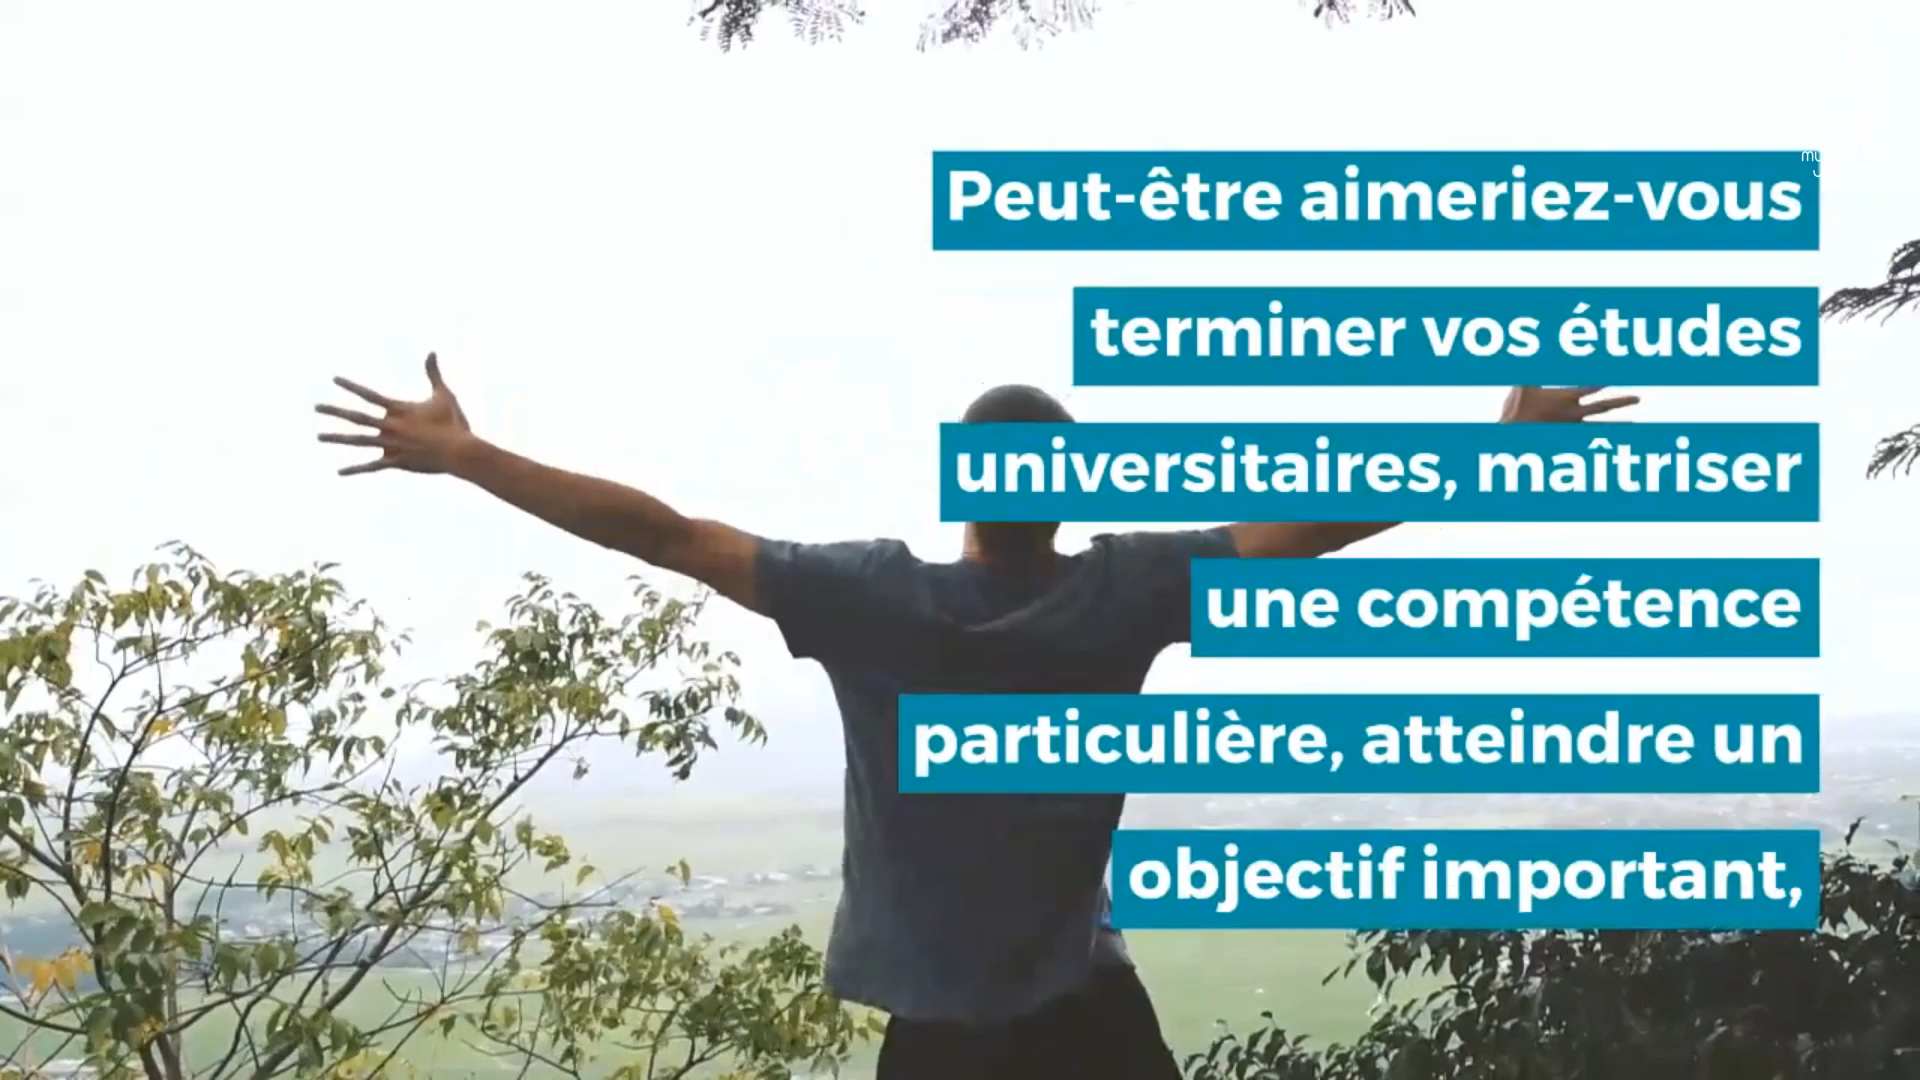 Peut-être aimeriez-vous
terminer vos études
universitaires, maîtriser
une compétence
particulière, atteindre un
objectif important,